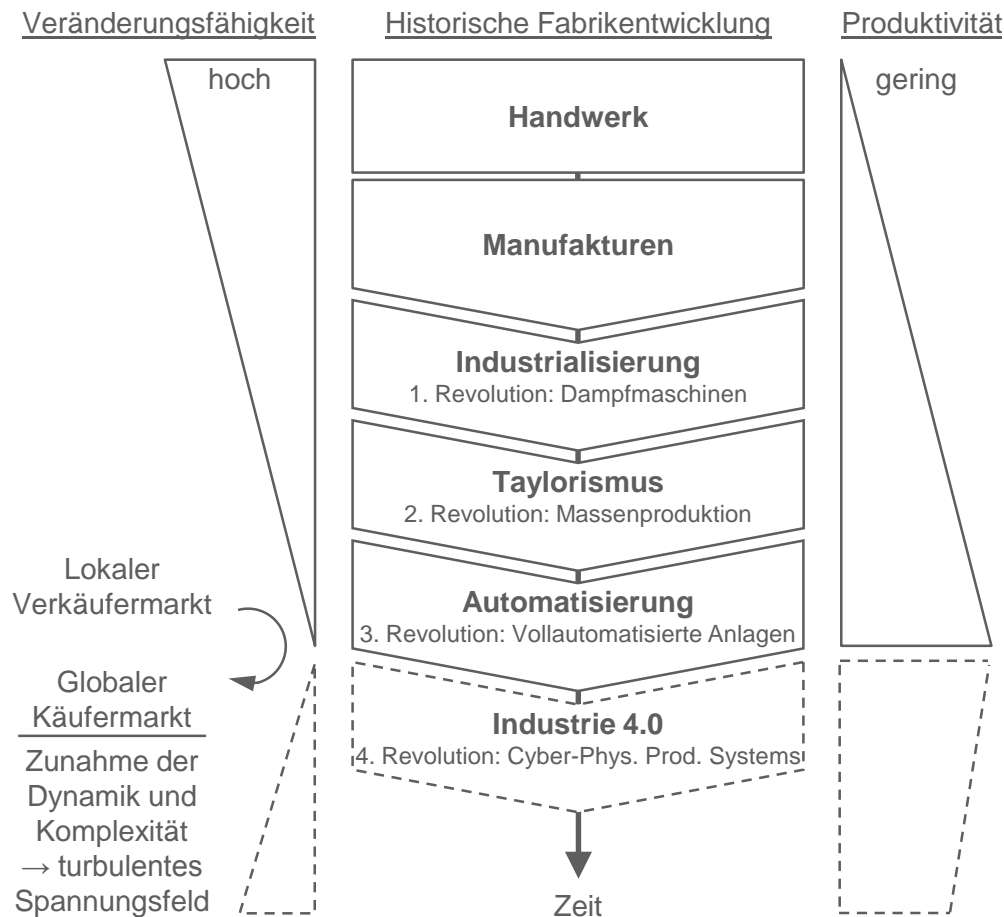 Veränderungsfähigkeit
Historische Fabrikentwicklung
Produktivität
hoch
gering
Handwerk
Manufakturen
Industrialisierung
1. Revolution: Dampfmaschinen
Taylorismus
2. Revolution: Massenproduktion
Automatisierung
3. Revolution: Vollautomatisierte Anlagen
Industrie 4.0
4. Revolution: Cyber-Phys. Prod. Systems
Zeit
Lokaler
Verkäufermarkt
Globaler
Käufermarkt
Zunahme der
Dynamik und
Komplexität
→ turbulentes
Spannungsfeld